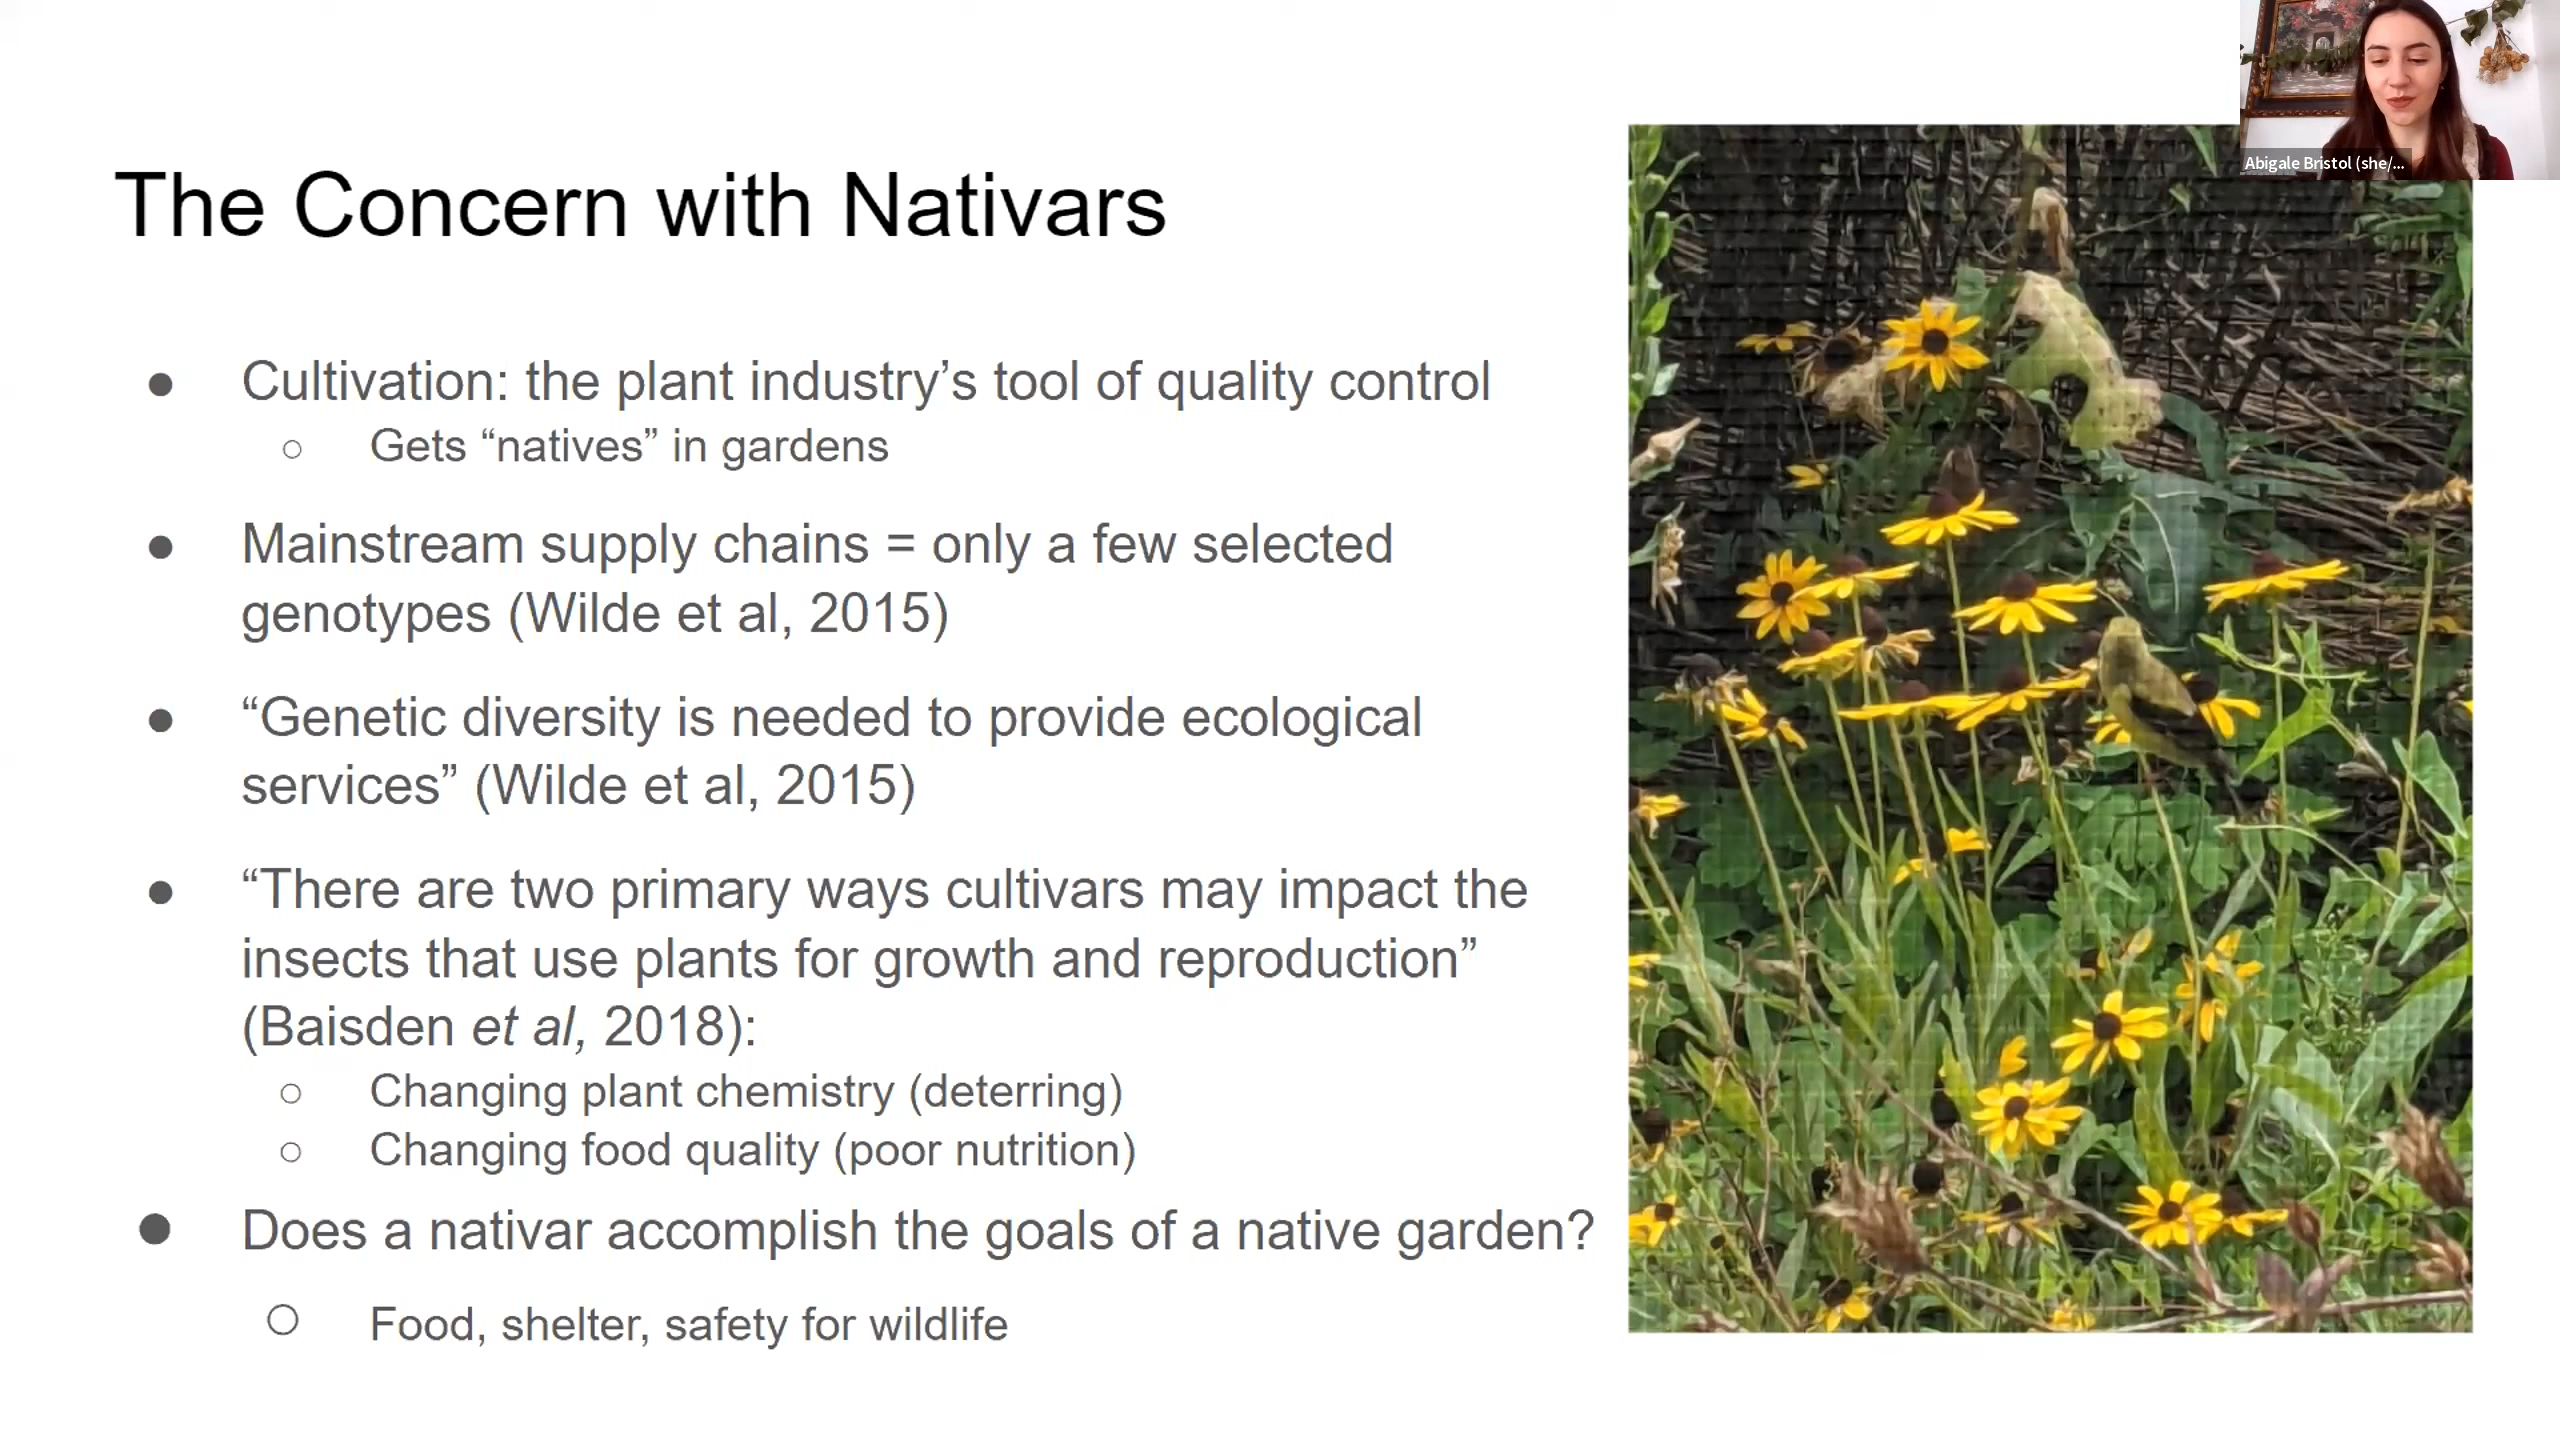 Abigale Bristol (she/...
The Concern with Nativars
● Cultivation: the plant industry’s tool of quality control
○ Gets “natives” in gardens
● Mainstream supply chains = only a few selected
genotypes (Wilde et al, 2015)
● “Genetic diversity is needed to provide ecological
services” (Wilde et al, 2015)
● “There are two primary ways cultivars may impact the
insects that use plants for growth and reproduction”
(Baisden et al, 2018):
○ Changing plant chemistry (deterring)
○ Changing food quality (poor nutrition)
● Does a nativar accomplish the goals of a native garden?
○ Food, shelter, safety for wildlife